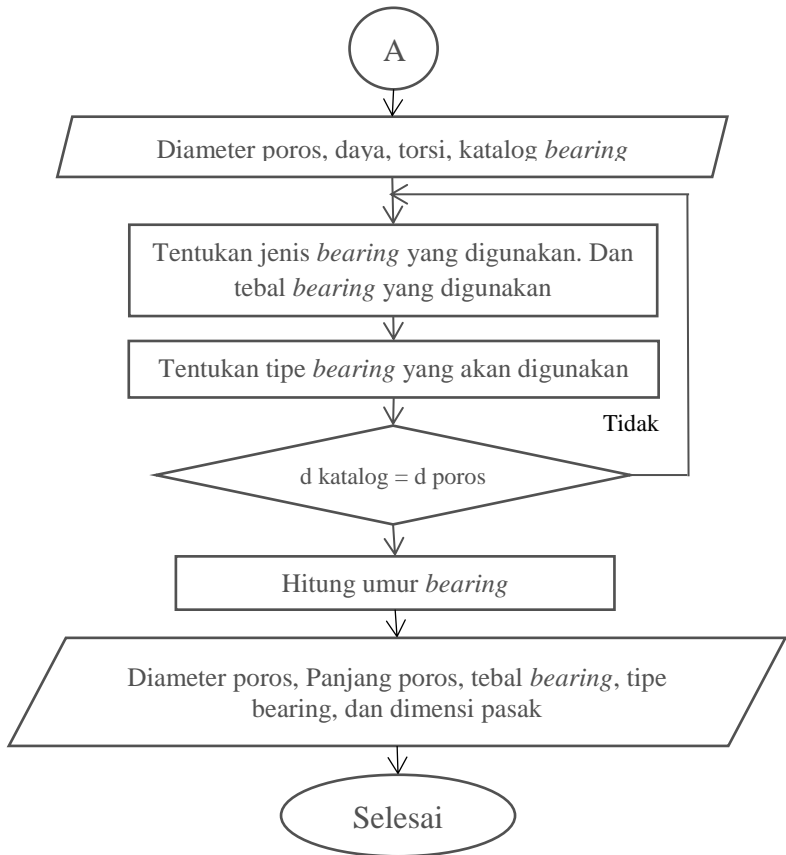 A
Diameter poros, daya, torsi, katalog bearing
Tentukan jenis bearing yang digunakan. Dan
tebal bearing yang digunakan
Tentukan tipe bearing yang akan digunakan
Tidak
d katalog = d poros
Hitung umur bearing
Diameter poros, Panjang poros, tebal bearing, tipe
bearing, dan dimensi pasak
Selesai